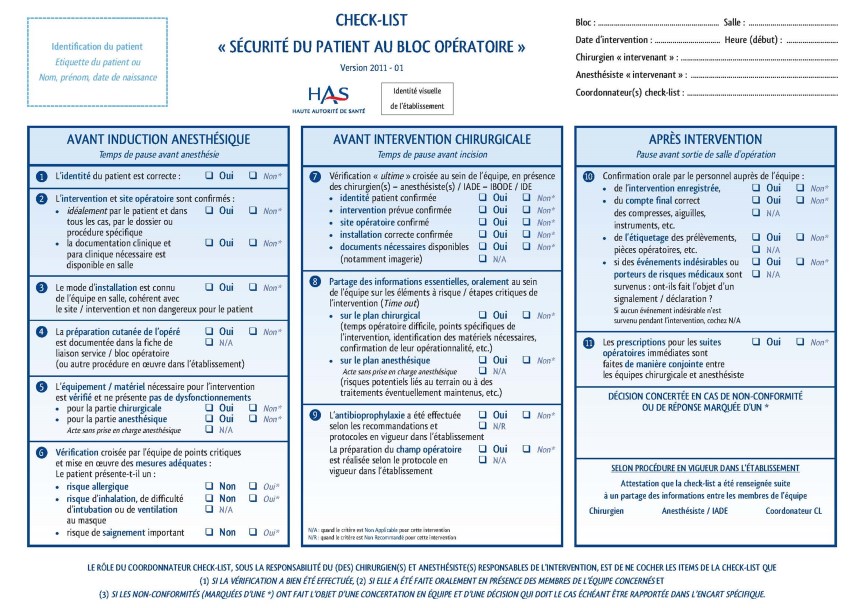 Identification du patient
Etiquette du patient ou
Nom, prénom, date de naissance
CHECK-LIST
« SÉCURITÉ DU PATIENT AU BLOC OPÉRATOIRE »
Version 2011 - 01
HAS
HAUTE AUTORITÉ DE SANTÉ
Identité visuelle
de l'établissement
Bloc : ........ Salle : ........
Date d'intervention : ........ Heure (début) : ........
Chirurgien « intervenant » : ........
Anesthésiste « intervenant » : ........
Coordonnateur(s) check-list : ........
AVANT INDUCTION ANESTHÉSIQUE
Temps de pause avant anesthésie
1 L'identité du patient est correcte : ❑ Oui ❑ Non*
2 L'intervention et site opératoire sont confirmés :
• idéalement par le patient et dans ❑ Oui ❑ Non*
tous les cas, par le dossier ou
procédure spécifique
• la documentation clinique et ❑ Oui ❑ Non*
para clinique nécessaire est
disponible en salle
3 Le mode d'installation est connu ❑ Oui ❑ Non*
de l'équipe en salle, cohérent avec
le site / intervention et non dangereux pour le patient
4 La préparation cutanée de l'opéré ❑ Oui ❑ Non*
est documentée dans la fiche de ❑ N/A
liaison service / bloc opératoire
(ou autre procédure en œuvre dans l'établissement)
5 L'équipement / matériel nécessaire pour l'intervention
est vérifié et ne présente pas de dysfonctionnements
• pour la partie chirurgicale ❑ Oui ❑ Non*
• pour la partie anesthésique ❑ Oui ❑ Non*
Acte sans prise en charge anesthésique ❑ N/A
6 Vérification croisée par l'équipe de points critiques
et mise en œuvre des mesures adéquates :
Le patient présente-t-il un :
• risque allergique ❑ Non ❑ Oui*
• risque d'inhalation, de difficulté ❑ Non ❑ Oui*
d'intubation ou de ventilation ❑ N/A
au masque
• risque de saignement important ❑ Non ❑ Oui*
AVANT INTERVENTION CHIRURGICALE
Temps de pause avant incision
7 Vérification « ultime » croisée au sein de l'équipe, en présence
des chirurgien(s) – anesthésiste(s) / IADE – IBODE / IDE
• identité patient confirmée ❑ Oui ❑ Non*
• intervention prévue confirmée ❑ Oui ❑ Non*
• site opératoire confirmé ❑ Oui ❑ Non*
• installation correcte confirmée ❑ Oui ❑ Non*
• documents nécessaires disponibles ❑ Oui ❑ Non*
(notamment imagerie) ❑ N/A
8 Partage des informations essentielles, oralement au sein
de l'équipe sur les éléments à risque / étapes critiques de
l'intervention (Time out)
• sur le plan chirurgical ❑ Oui ❑ Non*
(temps opératoire difficile, points spécifiques de
l'intervention, identification des matériels nécessaires,
confirmation de leur opérationnalité, etc.)
• sur le plan anesthésique ❑ Oui ❑ Non*
Acte sans prise en charge anesthésique ❑ N/A
(risques potentiels liés au terrain ou à des
traitements éventuellement maintenus, etc.)
9 L'antibioprophylaxie a été effectuée ❑ Oui ❑ Non*
selon les recommandations et ❑ N/R
protocoles en vigueur dans l'établissement
La préparation du champ opératoire ❑ Oui ❑ Non*
est réalisée selon le protocole en ❑ N/A
vigueur dans l'établissement
N/A : quand le critère est Non Applicable pour cette intervention
N/R : quand le critère est Non Recommandé pour cette intervention
APRÈS INTERVENTION
Pause avant sortie de salle d'opération
10 Confirmation orale par le personnel auprès de l'équipe :
• de l'intervention enregistrée, ❑ Oui ❑ Non*
• du compte final correct ❑ Oui ❑ Non*
des compresses, aiguilles, ❑ N/A
instruments, etc.
• de l'étiquetage des prélèvements, ❑ Oui ❑ Non*
pièces opératoires, etc. ❑ N/A
• si des événements indésirables ou ❑ Oui ❑ Non*
porteurs de risques médicaux sont ❑ N/A
survenus : ont-ils fait l'objet d'un
signalement / déclaration ?
Si aucun événement indésirable n'est
survenu pendant l'intervention, cochez N/A
11 Les prescriptions pour les suites ❑ Oui ❑ Non*
opératoires immédiates sont
faites de manière conjointe entre
les équipes chirurgicale et anesthésiste
DÉCISION CONCERTÉE EN CAS DE NON-CONFORMITÉ
OU DE RÉPONSE MARQUÉE D'UN *
SELON PROCÉDURE EN VIGUEUR DANS L'ÉTABLISSEMENT
Attestation que la check-list a été renseignée suite
à un partage des informations entre les membres de l'équipe
Chirurgien Anesthésiste / IADE Coordonateur CL
LE RÔLE DU COORDONNATEUR CHECK-LIST, SOUS LA RESPONSABILITÉ DU (DES) CHIRURGIEN(S) ET ANESTHÉSISTE(S) RESPONSABLES DE L'INTERVENTION, EST DE NE COCHER LES ITEMS DE LA CHECK-LIST QUE
(1) SI LA VÉRIFICATION A BIEN ÉTÉ EFFECTUÉE, (2) SI ELLE A ÉTÉ FAITE ORALEMENT EN PRÉSENCE DES MEMBRES DE L'ÉQUIPE CONCERNÉS ET
(3) SI LES NON-CONFORMITÉS (MARQUÉES D'UNE *) ONT FAIT L'OBJET D'UNE CONCERTATION EN ÉQUIPE ET D'UNE DÉCISION QUI DOIT LE CAS ÉCHÉANT ÊTRE RAPPORTÉE DANS L'ENCART SPÉCIFIQUE.